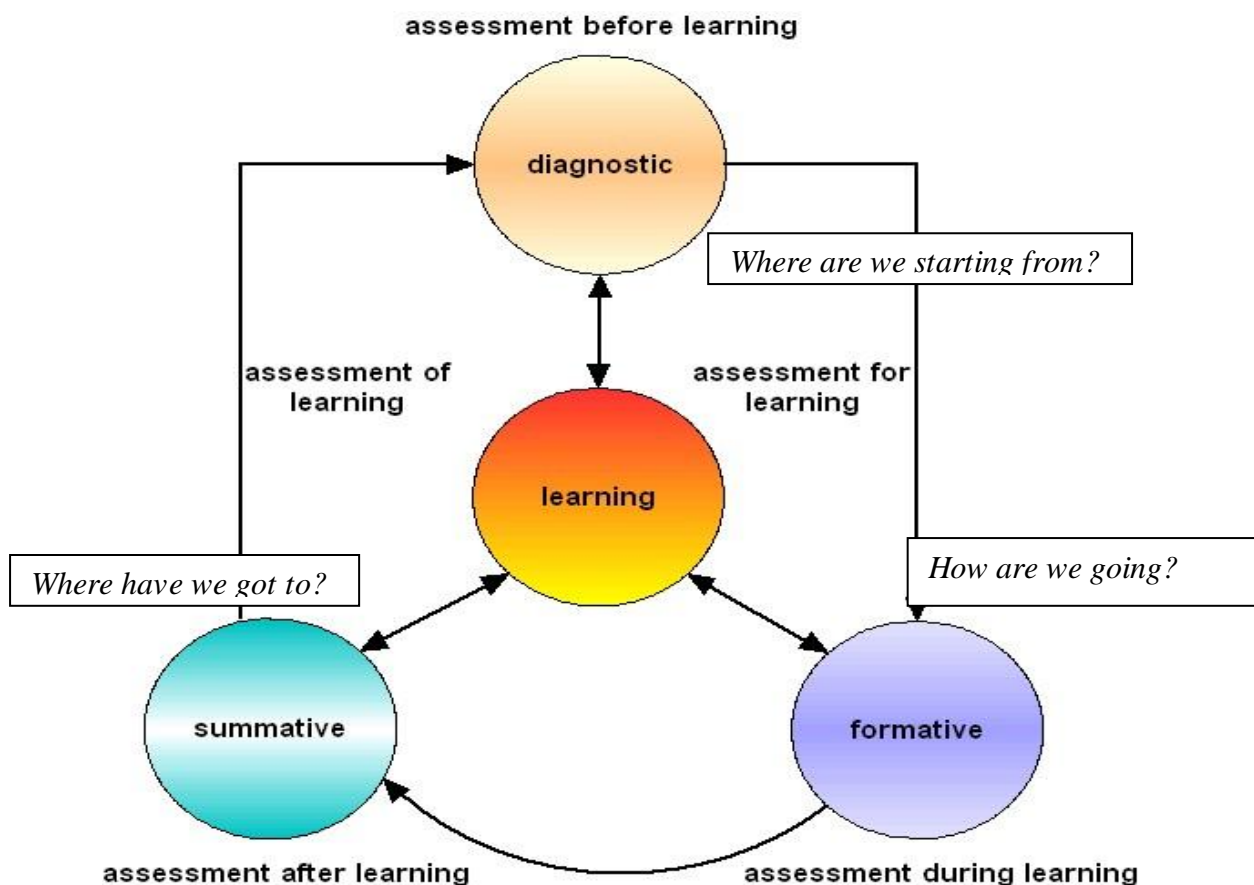 assessment before learning
diagnostic
Where are we starting from?
assessment of
learning
assessment for
learning
learning
Where have we got to?
How are we going?
summative
formative
assessment after learning
assessment during learning